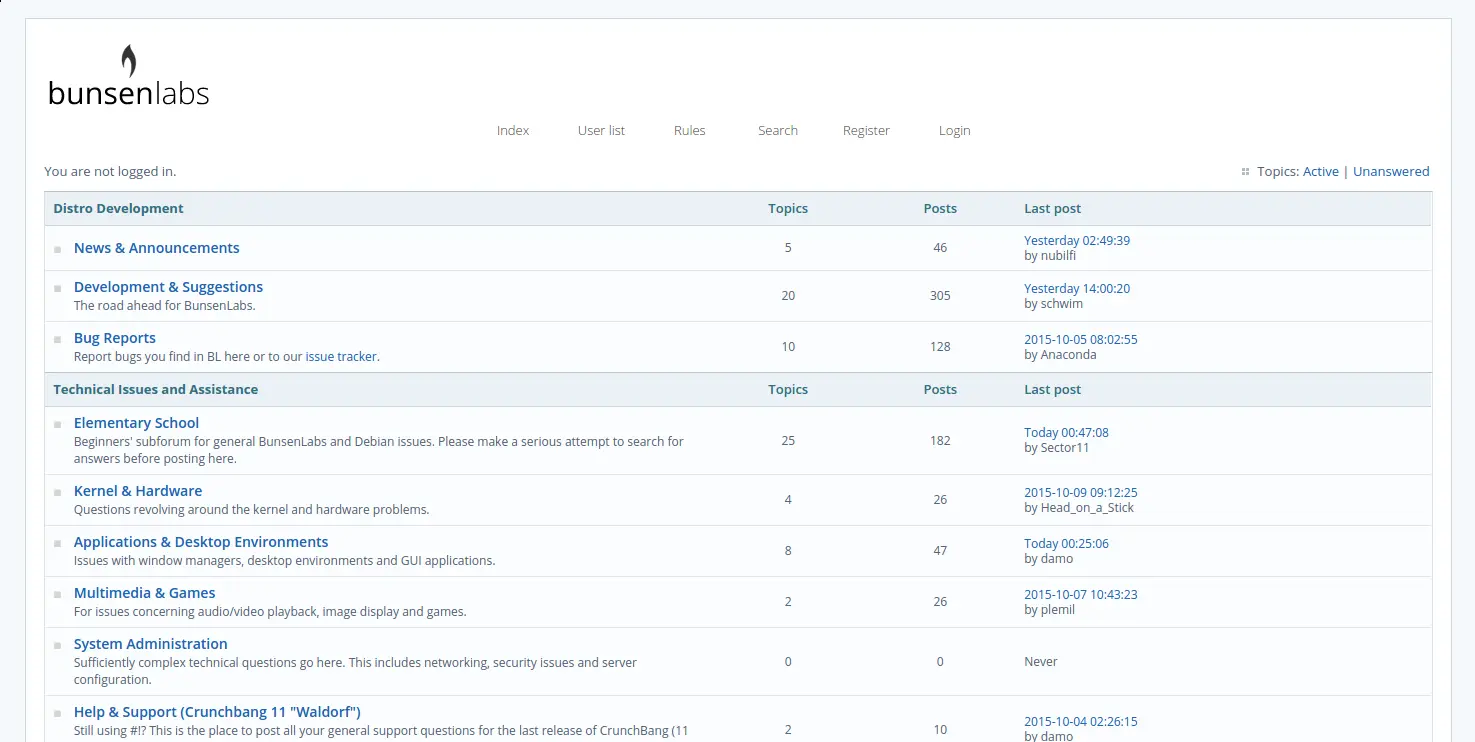 bunsenlabs
Index User list Rules Search Register Login
You are not logged in.
Topics: Active | Unanswered
Distro Development Topics Posts Last post
News & Announcements 5 46 Yesterday 02:49:39
by nubilfi
Development & Suggestions 20 305 Yesterday 14:00:20
The road ahead for BunsenLabs. by schwim
Bug Reports 10 128 2015-10-05 08:02:55
Report bugs you find in BL here or to our issue tracker. by Anaconda
Technical Issues and Assistance Topics Posts Last post
Elementary School
Beginners' subforum for general BunsenLabs and Debian issues. Please make a serious attempt to search for 25 182 Today 00:47:08
answers before posting here. by Sector11
Kernel & Hardware 4 26 2015-10-09 09:12:25
Questions revolving around the kernel and hardware problems. by Head_on_a_Stick
Applications & Desktop Environments 8 47 Today 00:25:06
Issues with window managers, desktop environments and GUI applications. by damo
Multimedia & Games 2 26 2015-10-07 10:43:23
For issues concerning audio/video playback, image display and games. by plemil
System Administration
Sufficiently complex technical questions go here. This includes networking, security issues and server 0 0 Never
configuration.
Help & Support (Crunchbang 11 "Waldorf")
Still using #!? This is the place to post all your general support questions for the last release of CrunchBang (11 2 10 2015-10-04 02:26:15
by damo